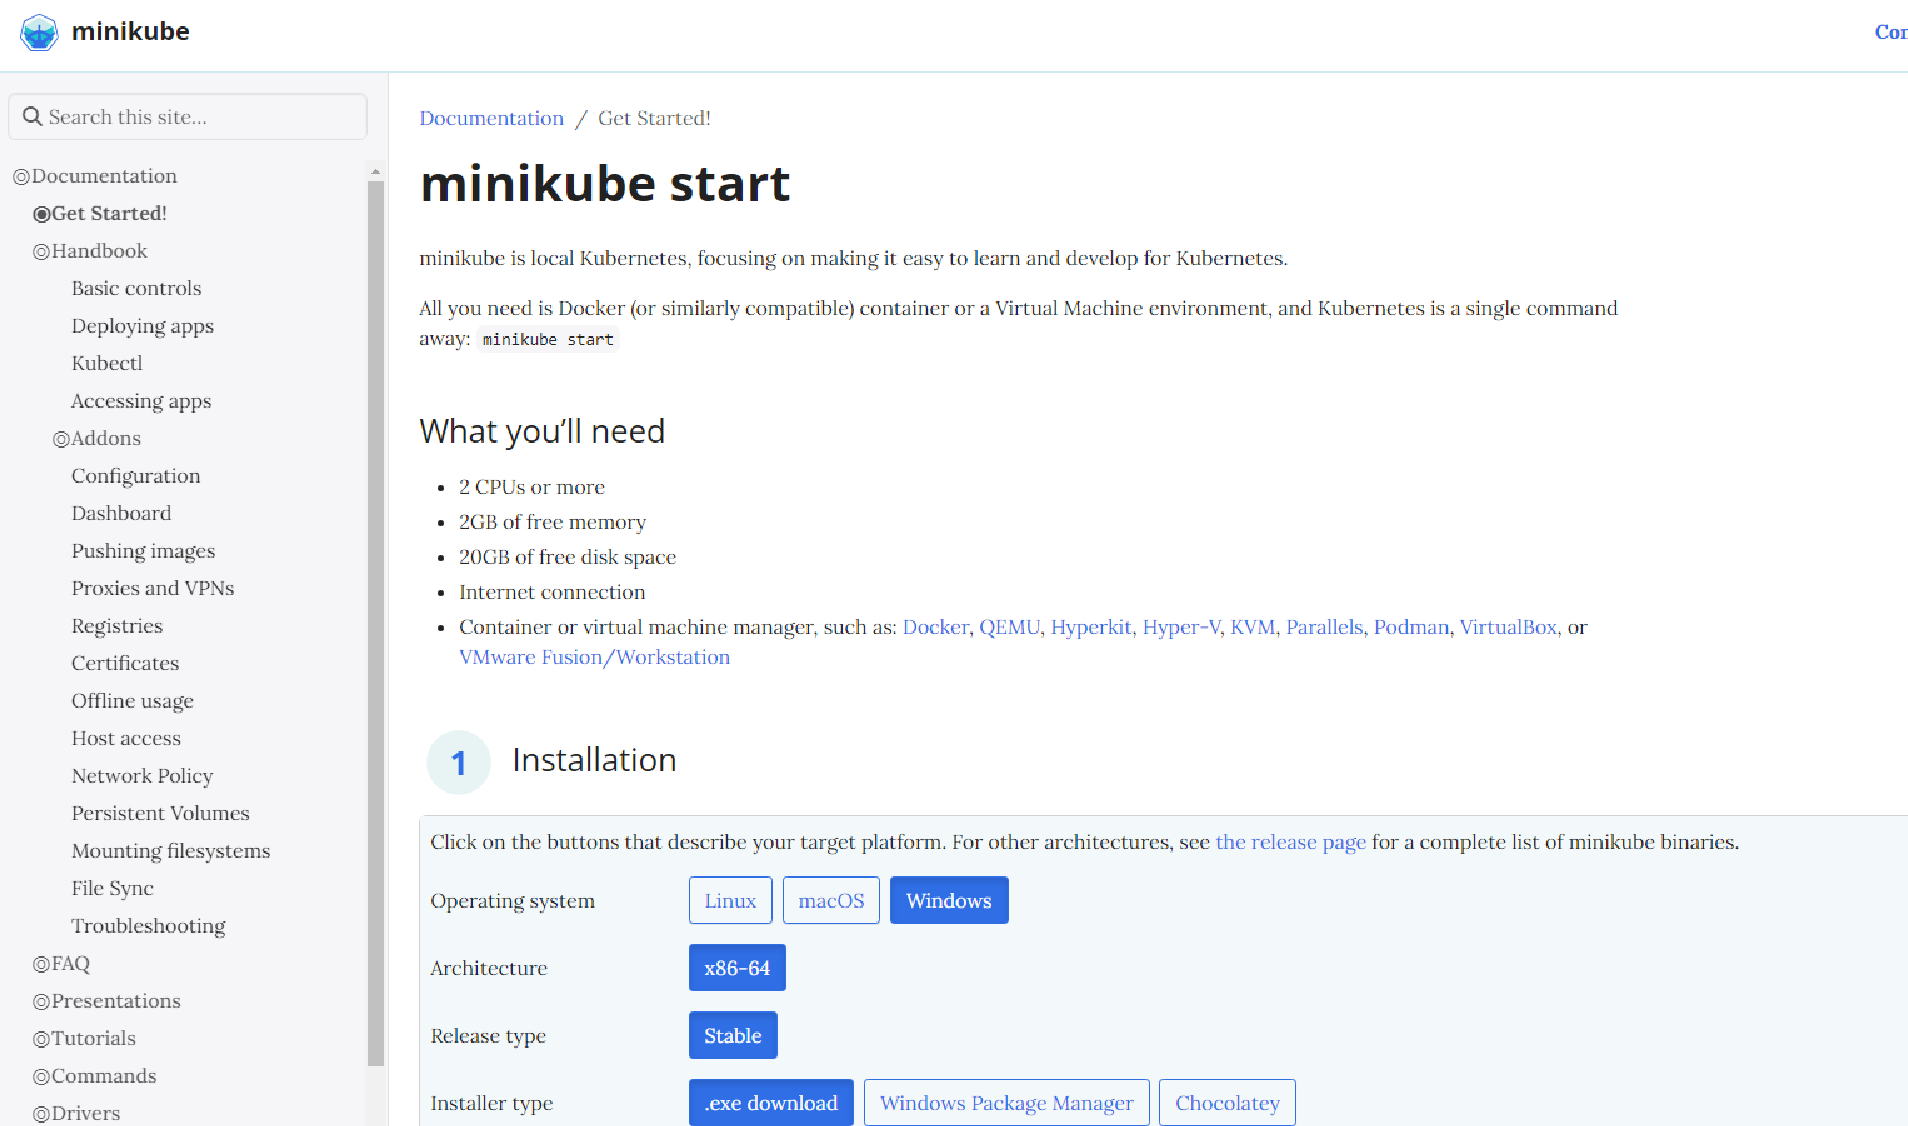 minikube
Con
Search this site...
Documentation
Get Started!
Handbook
Basic controls
Deploying apps
Kubectl
Accessing apps
Addons
Configuration
Dashboard
Pushing images
Proxies and VPNs
Registries
Certificates
Offline usage
Host access
Network Policy
Persistent Volumes
Mounting filesystems
File Sync
Troubleshooting
FAQ
Presentations
Tutorials
Commands
Drivers
Documentation / Get Started!
minikube start
minikube is local Kubernetes, focusing on making it easy to learn and develop for Kubernetes.
All you need is Docker (or similarly compatible) container or a Virtual Machine environment, and Kubernetes is a single command
away: minikube start
What you’ll need
• 2 CPUs or more
• 2GB of free memory
• 20GB of free disk space
• Internet connection
• Container or virtual machine manager, such as: Docker, QEMU, Hyperkit, Hyper-V, KVM, Parallels, Podman, VirtualBox, or
VMware Fusion/Workstation
1 Installation
Click on the buttons that describe your target platform. For other architectures, see the release page for a complete list of minikube binaries.
Operating system Linux macOS Windows
Architecture x86-64
Release type Stable
Installer type .exe download Windows Package Manager Chocolatey